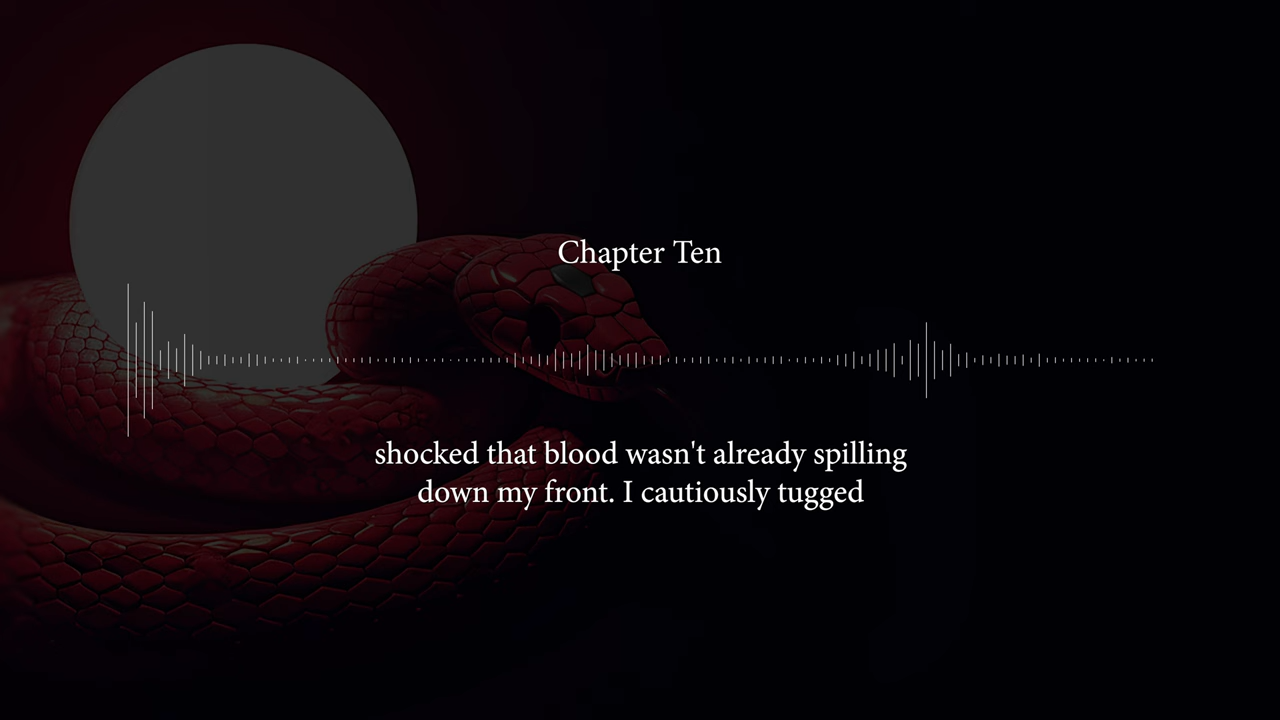 Chapter Ten
shocked that blood wasn't already spilling
down my front. I cautiously tugged